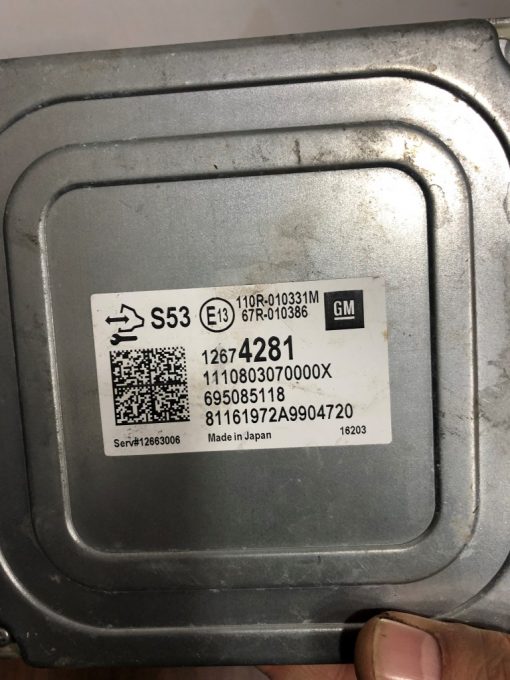 S53 E13 110R-010331M
67R-010386 GM
12674281
1110803070000X
695085118
81161972A9904720
Serv#12663006 Made in Japan 16203